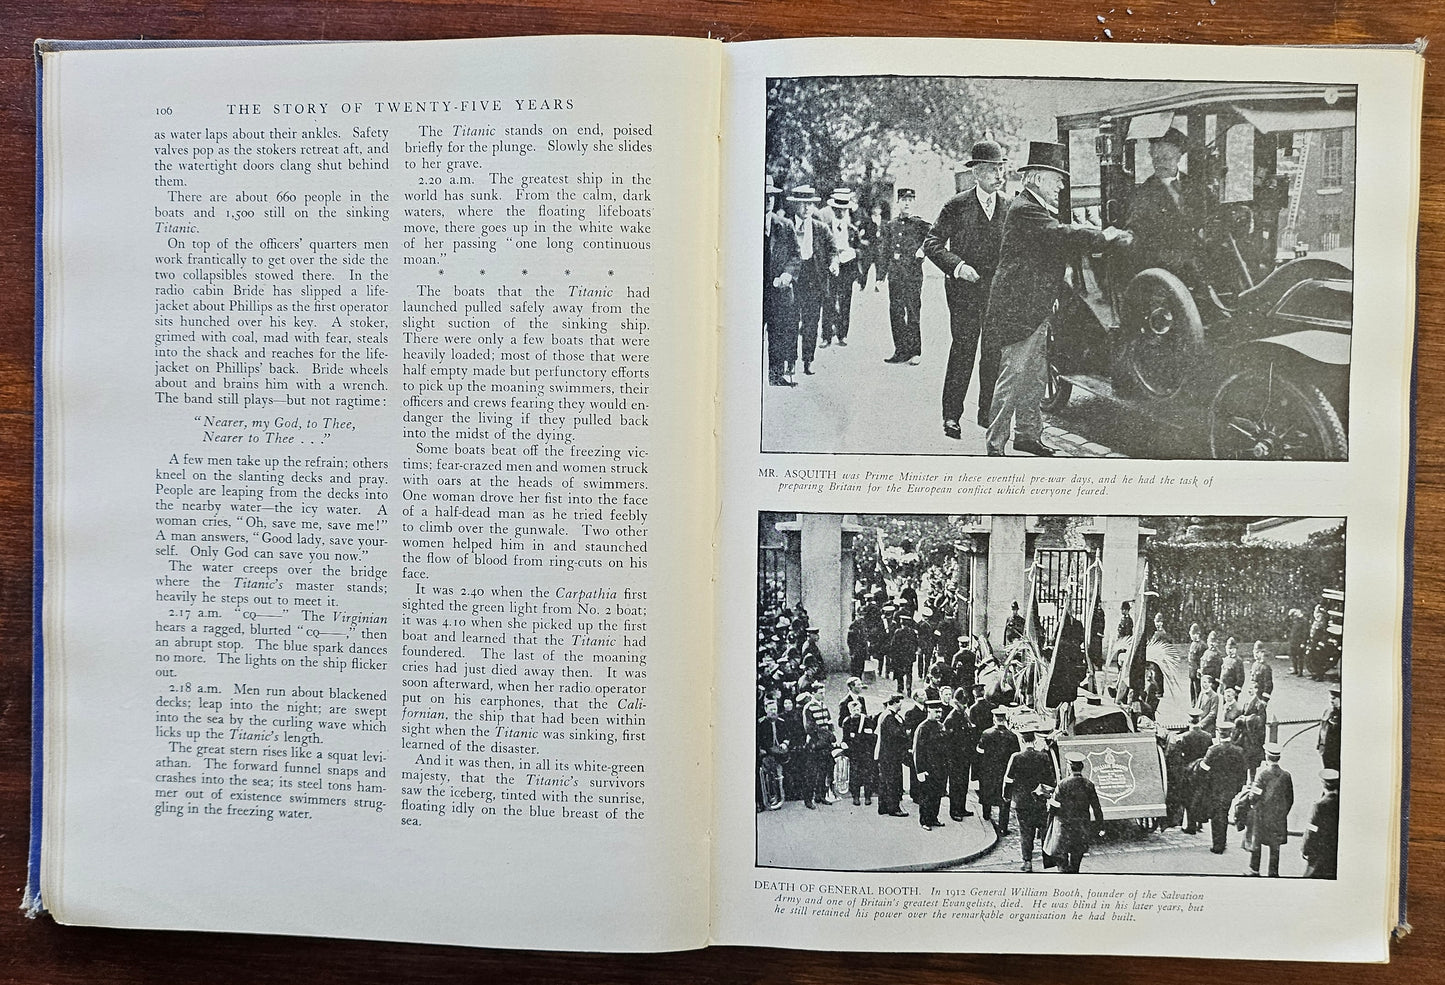 106 THE STORY OF TWENTY-FIVE YEARS
as water laps about their ankles. Safety
valves pop as the stokers retreat aft, and
the watertight doors clang shut behind
them.
There are about 660 people in the
boats and 1,500 still on the sinking
Titanic.
On top of the officers' quarters men
work frantically to get over the side the
two collapsibles stowed there. In the
radio cabin Bride has slipped a life-
jacket about Phillips as the first operator
sits hunched over his key. A stoker,
grimed with coal, mad with fear, steals
into the shack and reaches for the life-
jacket on Phillips' back. Bride wheels
about and brains him with a wrench.
The band still plays—but not ragtime:
"Nearer, my God, to Thee,
Nearer to Thee . . ."
A few men take up the refrain; others
kneel on the slanting decks and pray.
People are leaping from the decks into
the nearby water—the icy water. A
woman cries, "Oh, save me, save me!"
A man answers, "Good lady, save your-
self. Only God can save you now."
The water creeps over the bridge
where the Titanic's master stands;
heavily he steps out to meet it.
2.17 a.m. "CQ——" The Virginian
hears a ragged, blurted "CQ——," then
an abrupt stop. The blue spark dances
no more. The lights on the ship flicker
out.
2.18 a.m. Men run about blackened
decks; leap into the night; are swept
into the sea by the curling wave which
licks up the Titanic's length.
The great stern rises like a squat levi-
athan. The forward funnel snaps and
crashes into the sea; its steel tons ham-
mer out of existence swimmers strug-
gling in the freezing water.
The Titanic stands on end, poised
briefly for the plunge. Slowly she slides
to her grave.
2.20 a.m. The greatest ship in the
world has sunk. From the calm, dark
waters, where the floating lifeboats
move, there goes up in the white wake
of her passing "one long continuous
moan."
* * * * *
The boats that the Titanic had
launched pulled safely away from the
slight suction of the sinking ship.
There were only a few boats that were
heavily loaded; most of those that were
half empty made but perfunctory efforts
to pick up the moaning swimmers, their
officers and crews fearing they would en-
danger the living if they pulled back
into the midst of the dying.
Some boats beat off the freezing vic-
tims; fear-crazed men and women struck
with oars at the heads of swimmers.
One woman drove her fist into the face
of a half-dead man as he tried feebly
to climb over the gunwale. Two other
women helped him in and staunched
the flow of blood from ring-cuts on his
face.
It was 2.40 when the Carpathia first
sighted the green light from No. 2 boat;
it was 4.10 when she picked up the first
boat and learned that the Titanic had
foundered. The last of the moaning
cries had just died away then. It was
soon afterward, when her radio operator
put on his earphones, that the Cali-
fornian, the ship that had been within
sight when the Titanic was sinking, first
learned of the disaster.
And it was then, in all its white-green
majesty, that the Titanic's survivors
saw the iceberg, tinted with the sunrise,
floating idly on the blue breast of the
sea.
MR. ASQUITH was Prime Minister in these eventful pre-war days, and he had the task of
preparing Britain for the European conflict which everyone feared.
DEATH OF GENERAL BOOTH. In 1912 General William Booth, founder of the Salvation
Army and one of Britain's greatest Evangelists, died. He was blind in his later years, but
he still retained his power over the remarkable organisation he had built.